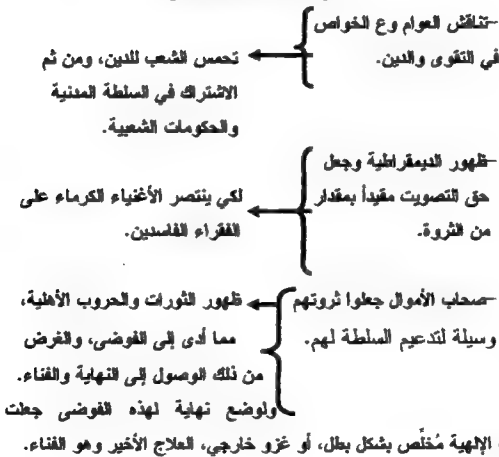 –تناقش العوام وع الخواص
في التقوى والدين.
تحمس الشعب للدين، ومن ثم
الاشتراك في السلطة المدنية
والحكومات الشعبية.
–ظهور الديمقراطية وجعل
حق التصويت مقيداً بمقدار
من الثروة.
لكي ينتصر الأغنياء الكرماء على
الفقراء الفاسدين.
–صحاب الأموال جعلوا ثروتهم
وسيلة لتدعيم السلطة لهم.
ظهور الثورات والحروب الأهلية،
مما أدى إلى الفوضى، والغرض
من ذلك الوصول إلى النهاية والفناء.
ولوضع نهاية لهذه الفوضى جعلت
الإلهية مُخلِّص بشكل بطل، أو غزو خارجي، العلاج الأخير وهو الفناء.